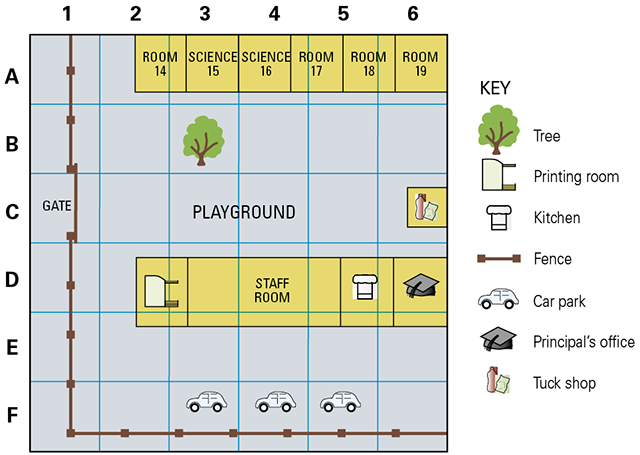 1 2 3 4 5 6
A
B
C
D
E
F
ROOM
14
SCIENCE
15
SCIENCE
16
ROOM
17
ROOM
18
ROOM
19
GATE
PLAYGROUND
STAFF
ROOM
KEY
Tree
Printing room
Kitchen
Fence
Car park
Principal's office
Tuck shop